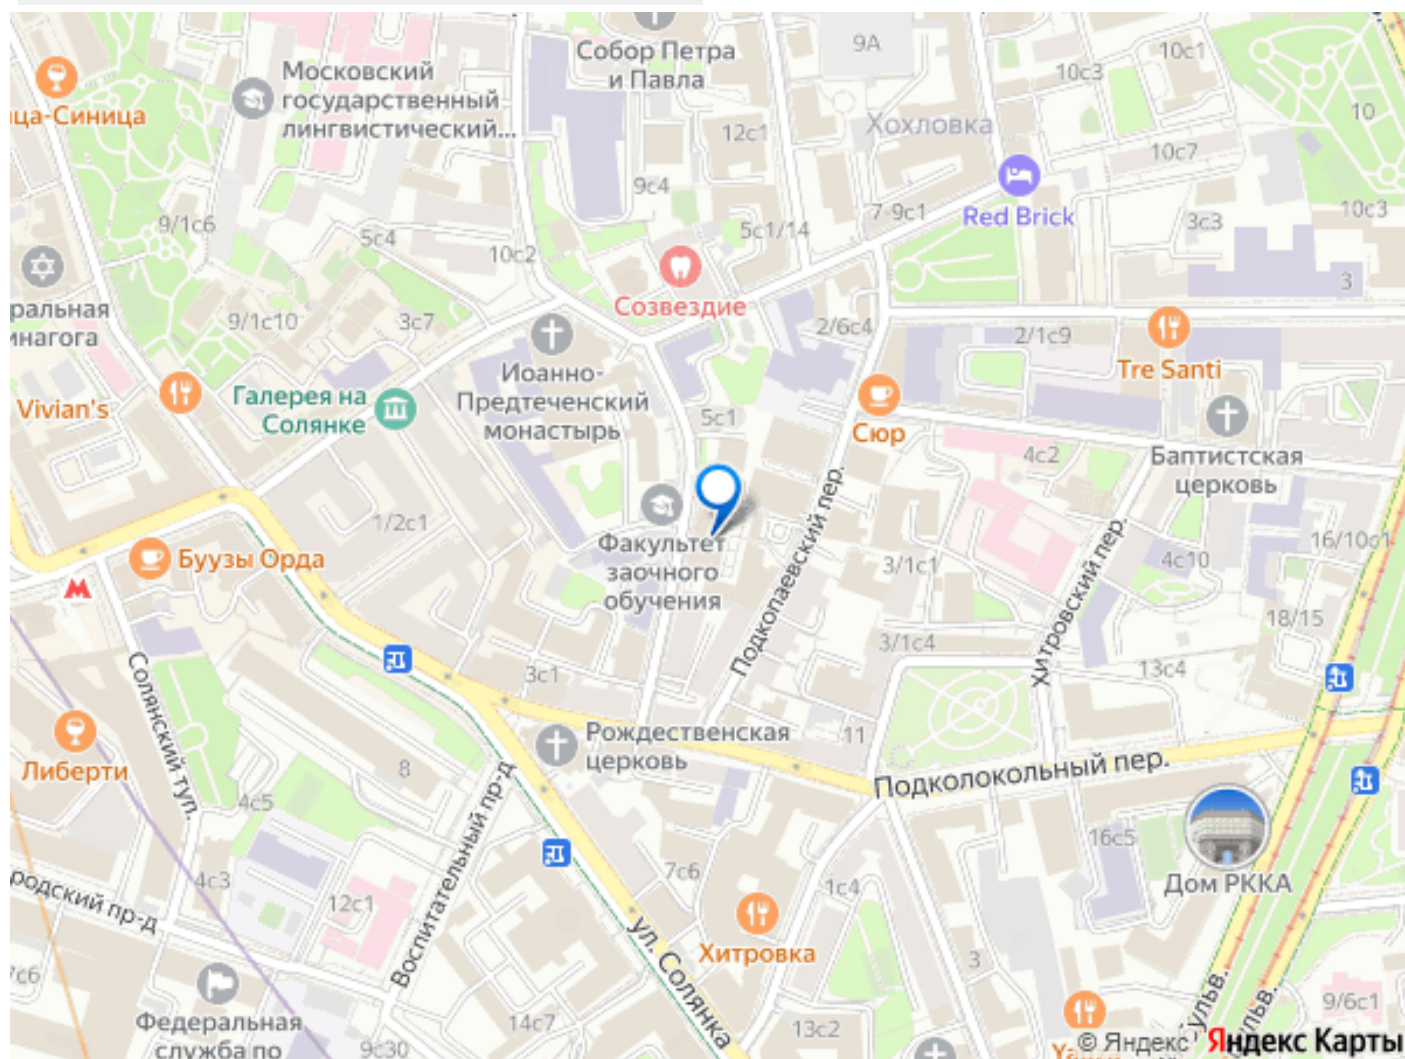 Собор Петра
и Павла
9А
10с1
10с3
Московский
государственный
лингвистический...
ца-Синица
12с1
Хохловка
10
10с7
9с4
Red Brick
7-9с1
10с3
3с3
9/1с6
5с4
10с2
5с1/14
Созвездие
3
ральная
инагога
9/1с10
3с7
2/6с4
2/1с9
Tre Santi
Иоанно-
Предтеченский
монастырь
Vivian's
Галерея на
Солянке
5с1
Сюр
4с2
Баптистская
церковь
Подкопаевский пер.
1/2с1
Факультет
заочного
обучения
Буузы Орда
3/1с1
Хитровский пер.
4с10
16/10с1
18/15
3/1с4
13с4
Солянский туп.
3с1
Рождественская
церковь
11
Либерти
8
Подколокольный пер.
4с5
Воспитательный пр-д
16с5
Дом РККА
7с6
1с4
4с3
родский пр-д
12с1
ул. Солянка
Хитровка
3
7с6
Федеральная
служба по
14с7
9с30
13с2
9/6с1
ульв.
ьв.
© Яндекс Яндекс Карты